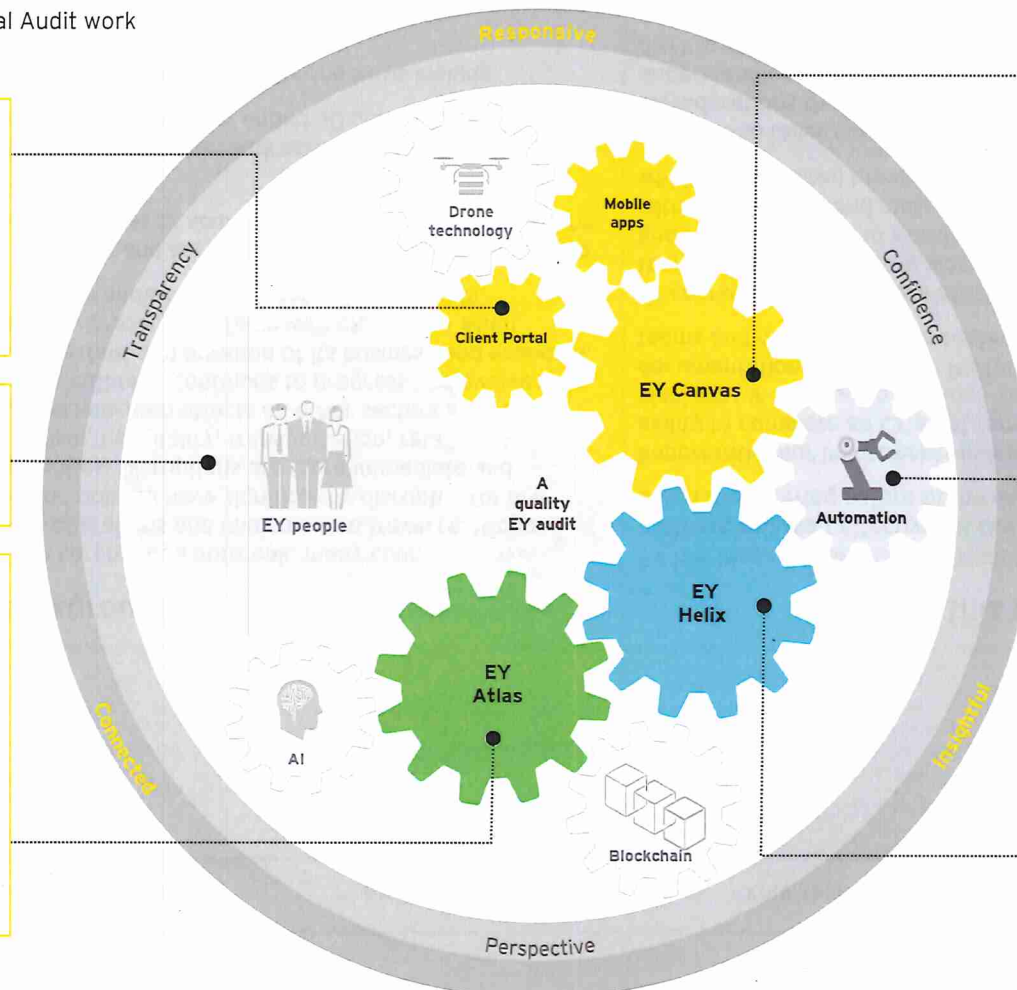 al Audit work
Responsive
Drone
technology
Mobile
apps
Transparency
Confidence
Client Portal
EY Canvas
EY people
A
quality
EY audit
Automation
EY
Helix
EY
Atlas
Connected
Insightful
AI
Blockchain
Perspective